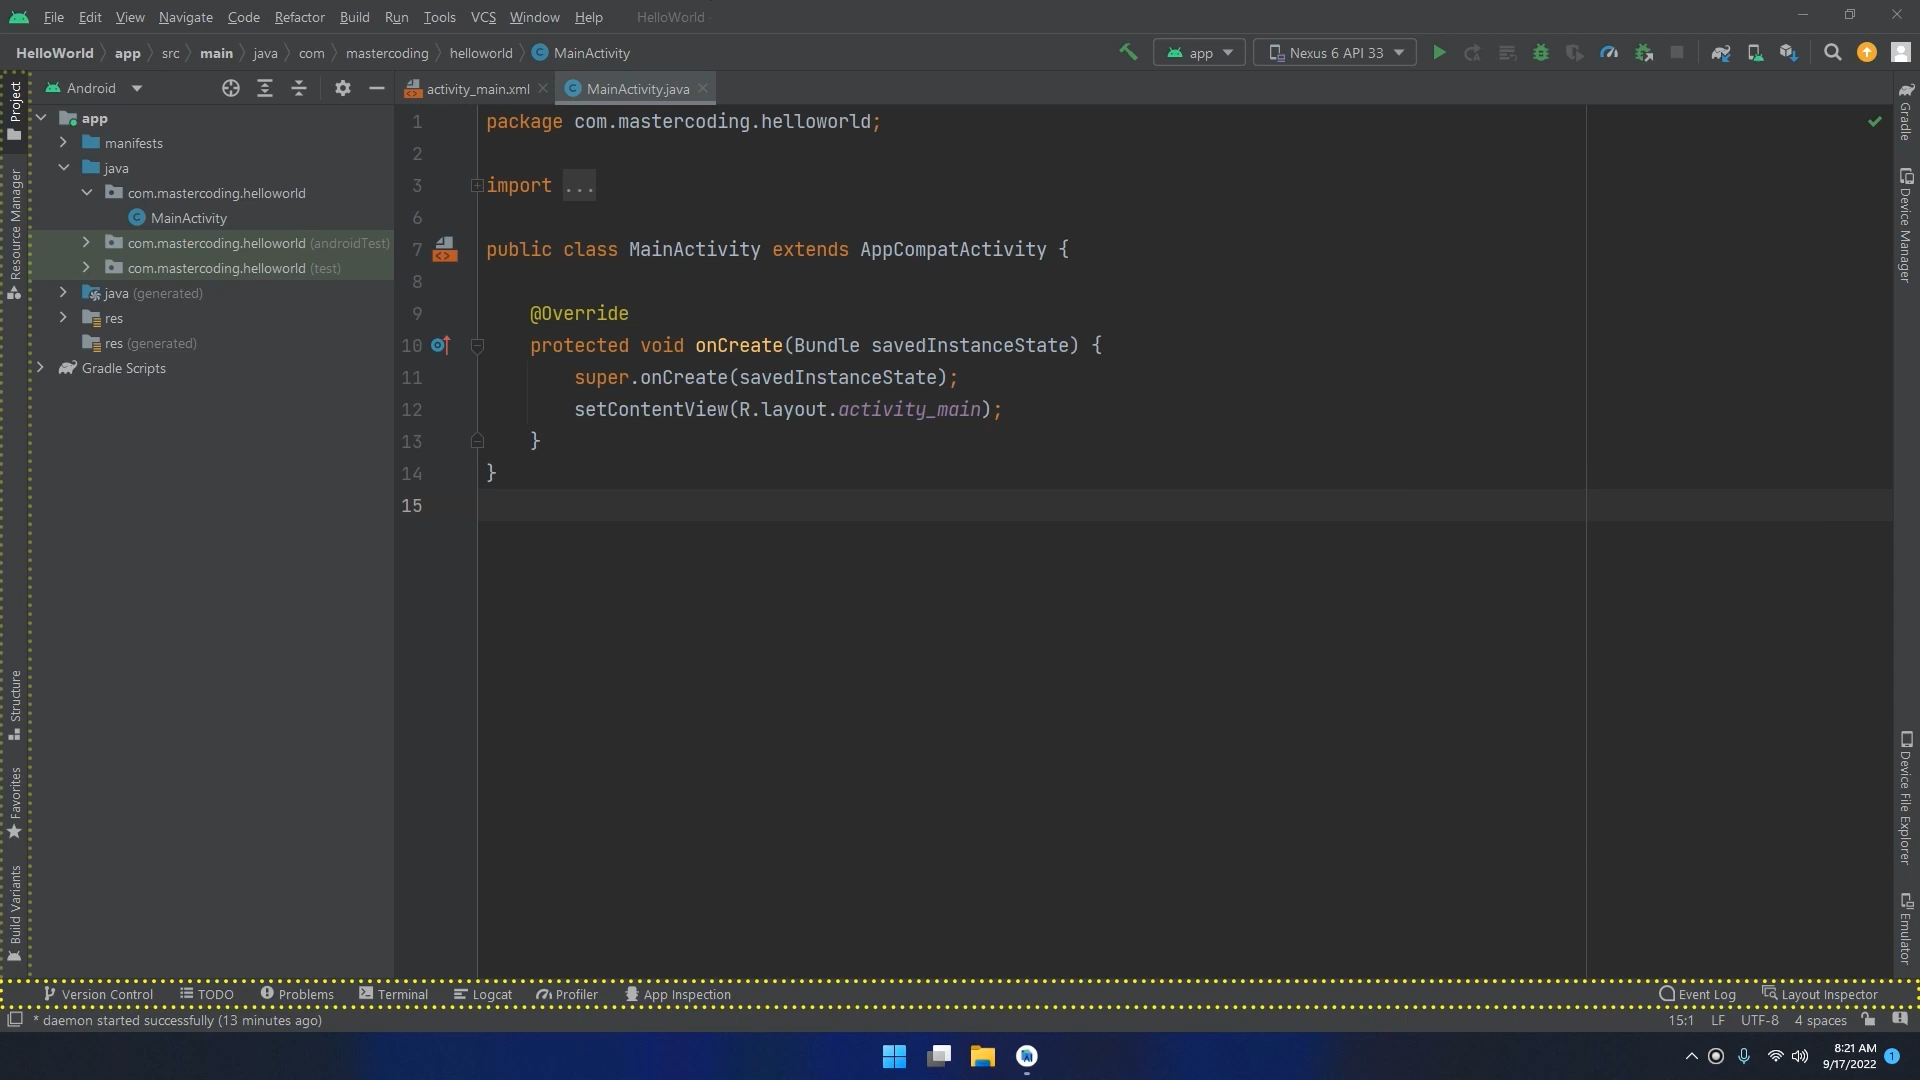 File Edit View Navigate Code Refactor Build Run Tools VCS Window Help HelloWorld
HelloWorld app src main java com mastercoding helloworld MainActivity app Nexus 6 API 33
Android
activity_main.xml MainActivity.java
Project
Resource Manager
Structure
Favorites
Build Variants
app
manifests
java
com.mastercoding.helloworld
MainActivity
com.mastercoding.helloworld (androidTest)
com.mastercoding.helloworld (test)
java (generated)
res
res (generated)
Gradle Scripts
1 package com.mastercoding.helloworld;
2
3 import ...
6
7 public class MainActivity extends AppCompatActivity {
8
9 @Override
10 protected void onCreate(Bundle savedInstanceState) {
11 super.onCreate(savedInstanceState);
12 setContentView(R.layout.activity_main);
13 }
14 }
15
Gradle
Device Manager
Device File Explorer
Emulator
Version Control TODO Problems Terminal Logcat Profiler App Inspection Event Log Layout Inspector
* daemon started successfully (13 minutes ago) 15:1 LF UTF-8 4 spaces
8:21 AM
9/17/2022
1